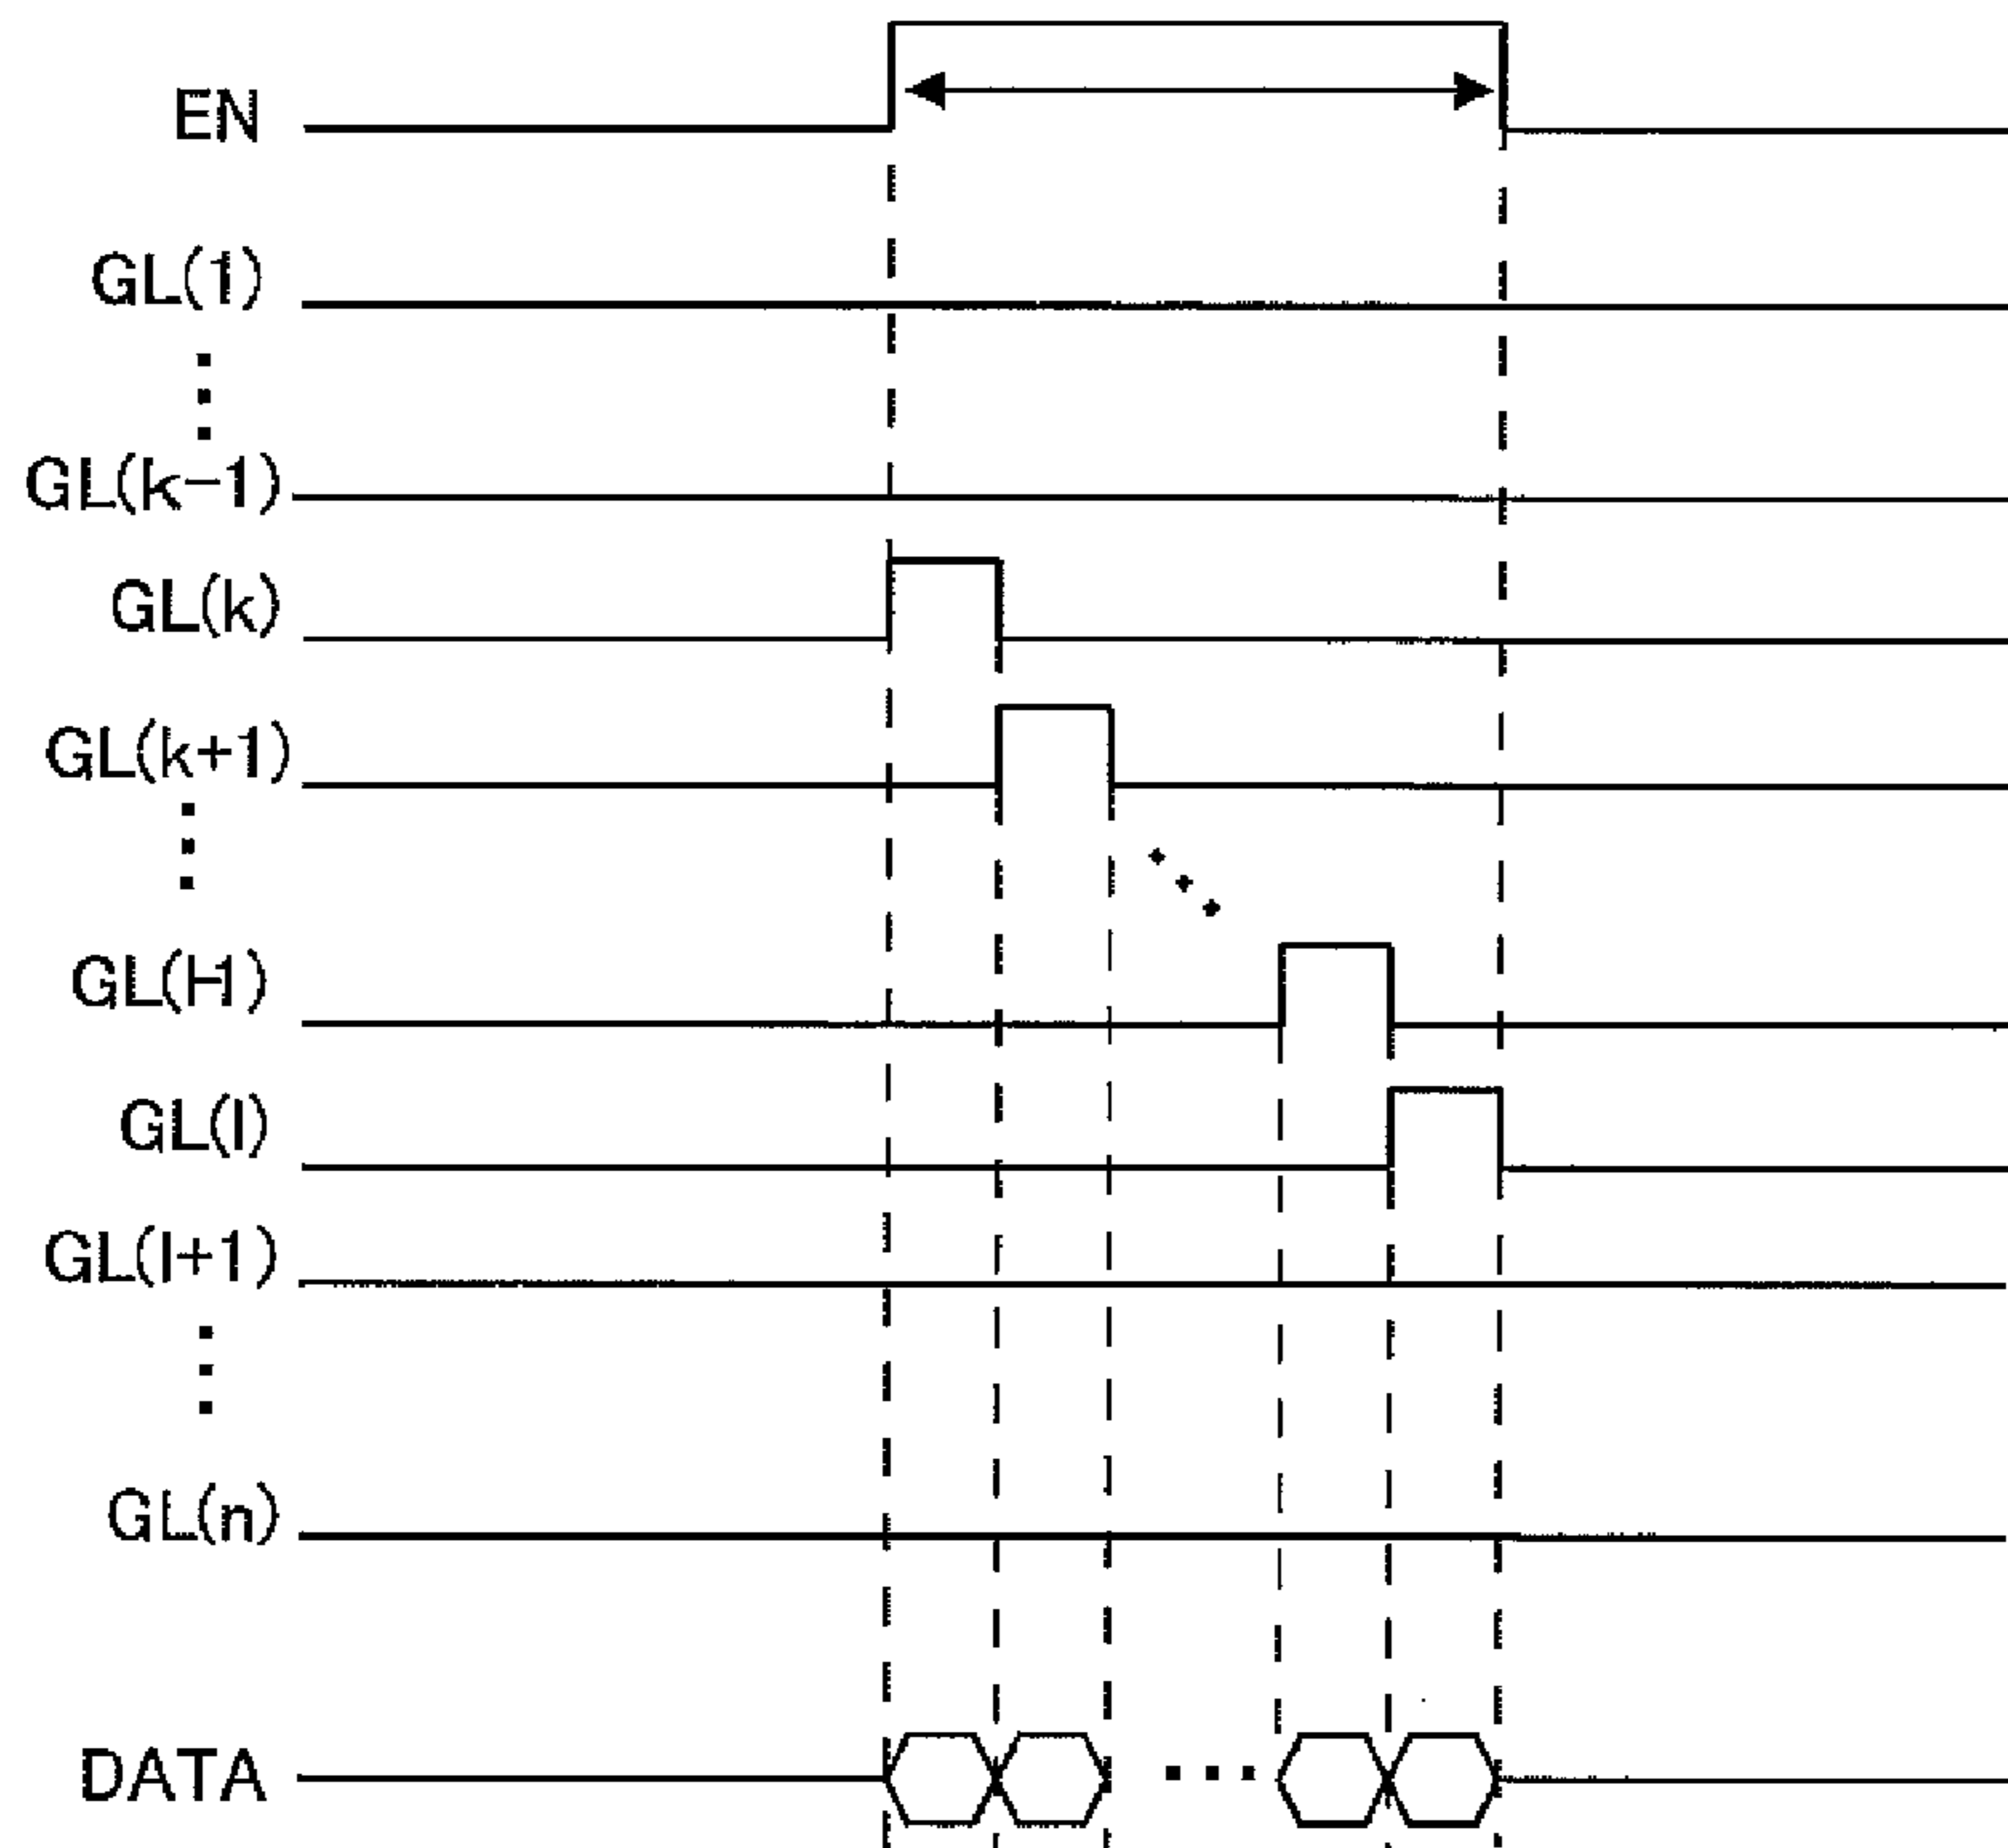 EN
GL(1)
GL(k-1)
GL(k)
GL(k+1)
GL(l-1)
GL(l)
GL(l+1)
GL(n)
DATA